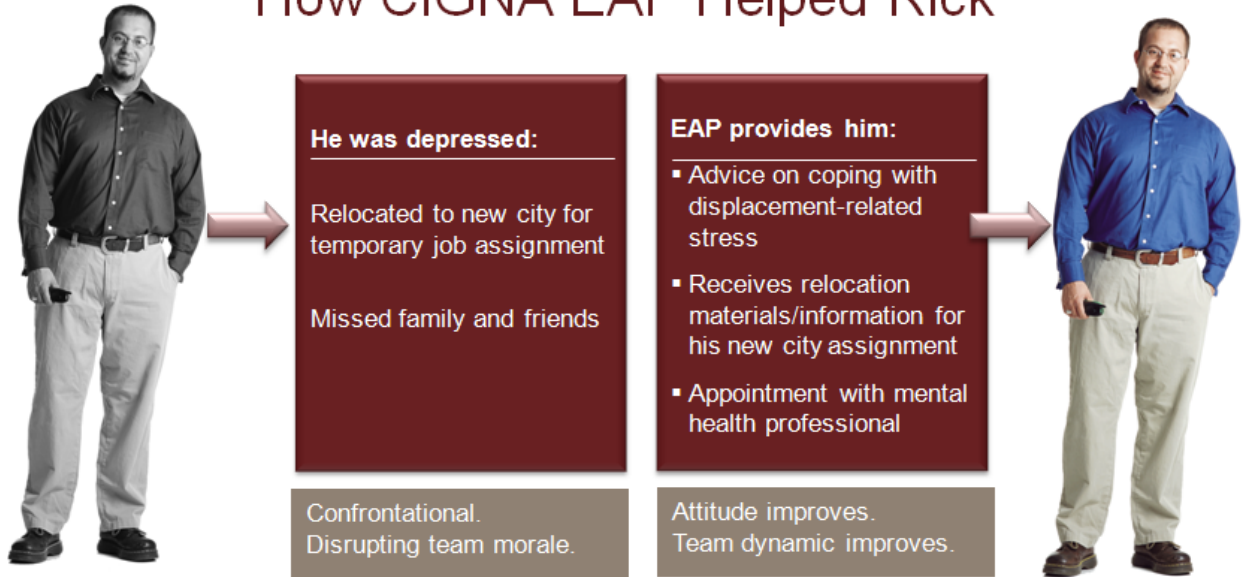 How CIGNA EAP Helped Rick
He was depressed:
Relocated to new city for
temporary job assignment
Missed family and friends
Confrontational.
Disrupting team morale.
EAP provides him:
▪ Advice on coping with
displacement-related
stress
▪ Receives relocation
materials/information for
his new city assignment
▪ Appointment with mental
health professional
Attitude improves.
Team dynamic improves.